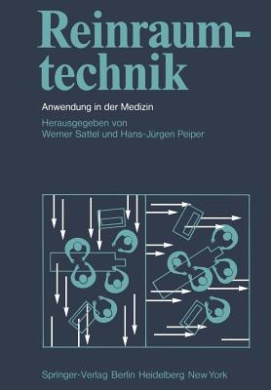 Reinraum-
technik
Anwendung in der Medizin
Herausgegeben von
Werner Sattel und Hans-Jürgen Peiper
Springer-Verlag Berlin Heidelberg New York